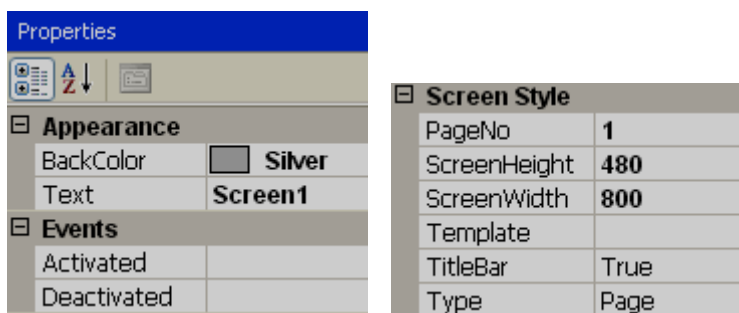 Properties
Appearance
BackColor Silver
Text Screen1
Events
Activated
Deactivated
Screen Style
PageNo 1
ScreenHeight 480
ScreenWidth 800
Template
TitleBar True
Type Page